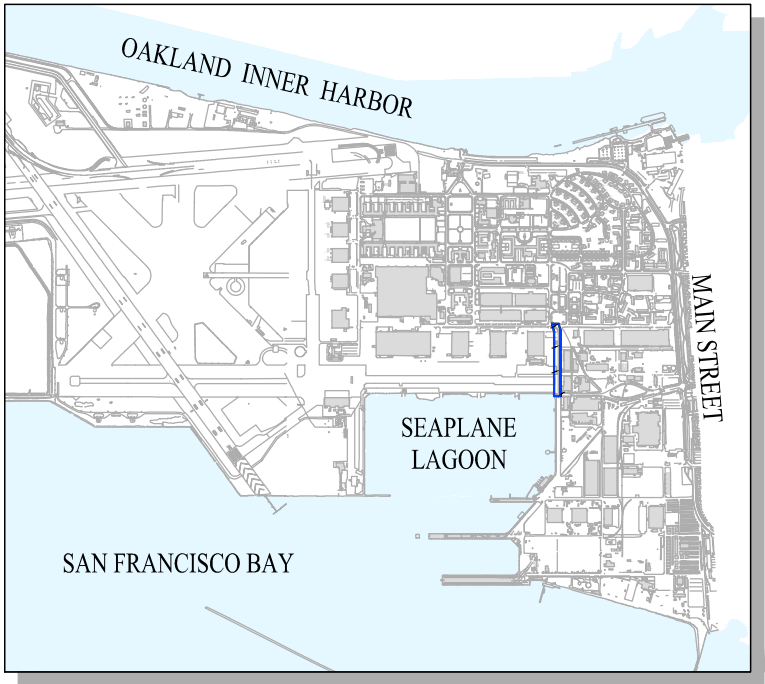 OAKLAND INNER HARBOR
MAIN STREET
SEAPLANE
LAGOON
SAN FRANCISCO BAY